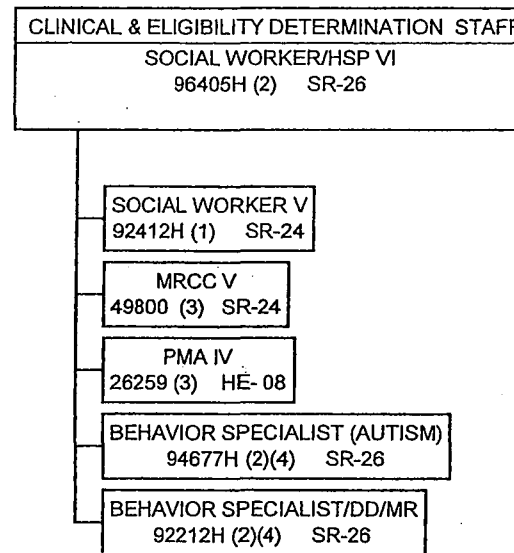 CLINICAL & ELIGIBILITY DETERMINATION STAFF
SOCIAL WORKER/HSP VI
96405H (2) SR-26
SOCIAL WORKER V
92412H (1) SR-24
MRCC V
49800 (3) SR-24
PMA IV
26259 (3) HE- 08
BEHAVIOR SPECIALIST (AUTISM)
94677H (2)(4) SR-26
BEHAVIOR SPECIALIST/DD/MR
92212H (2)(4) SR-26